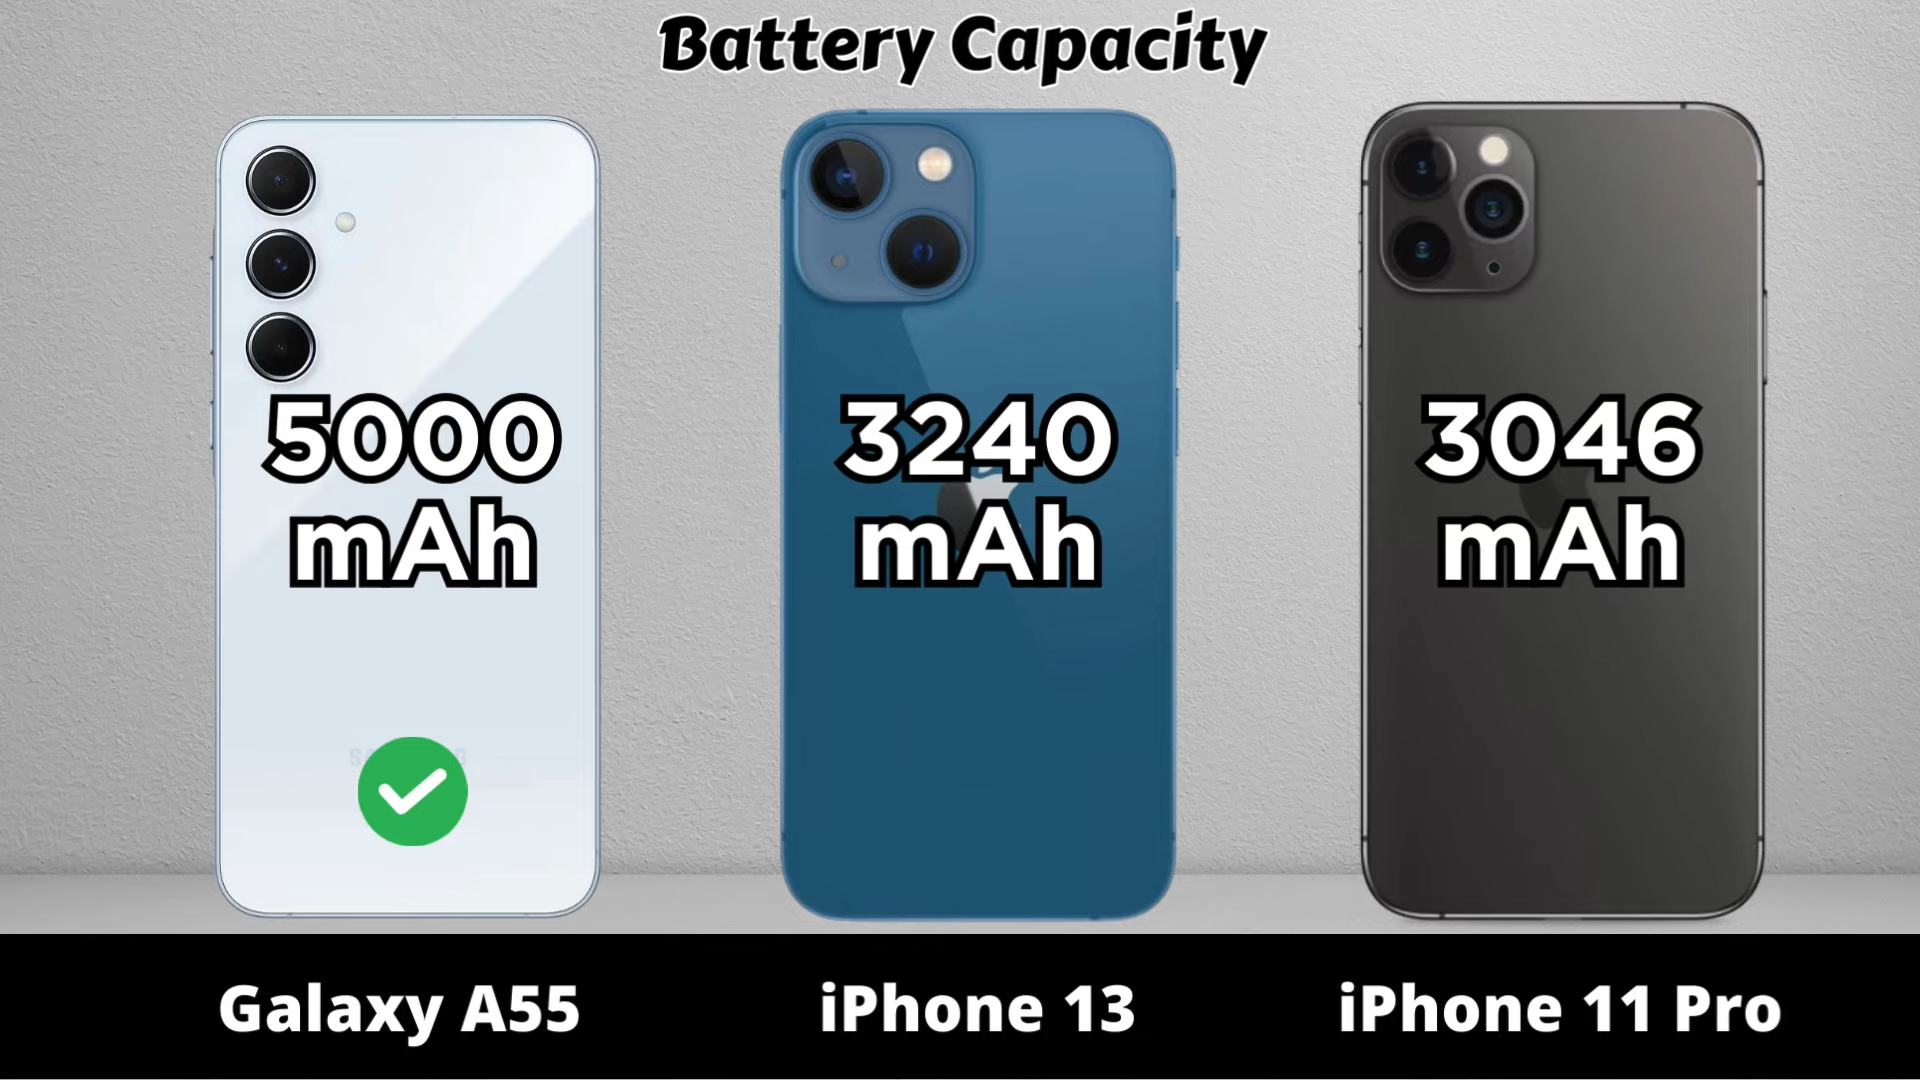 Battery Capacity
5000
mAh
3240
mAh
3046
mAh
Galaxy A55
iPhone 13
iPhone 11 Pro